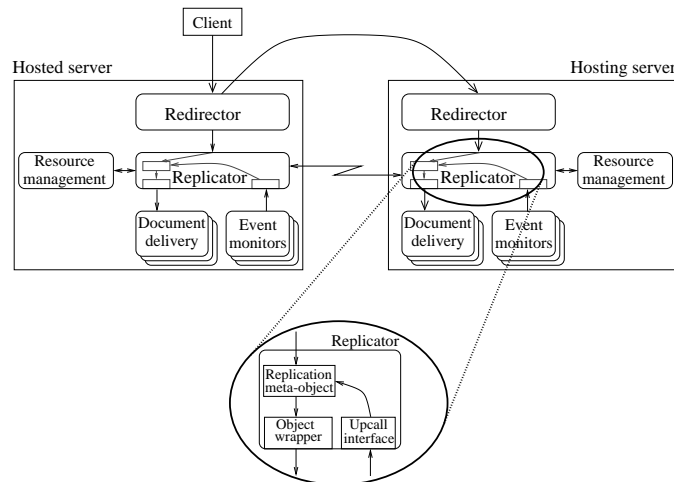 Client
Hosted server
Hosting server
Redirector
Redirector
Resource
management
Replicator
Replicator
Resource
management
Document
delivery
Event
monitors
Document
delivery
Event
monitors
Replicator
Replication
meta-object
Object
wrapper
Upcall
interface